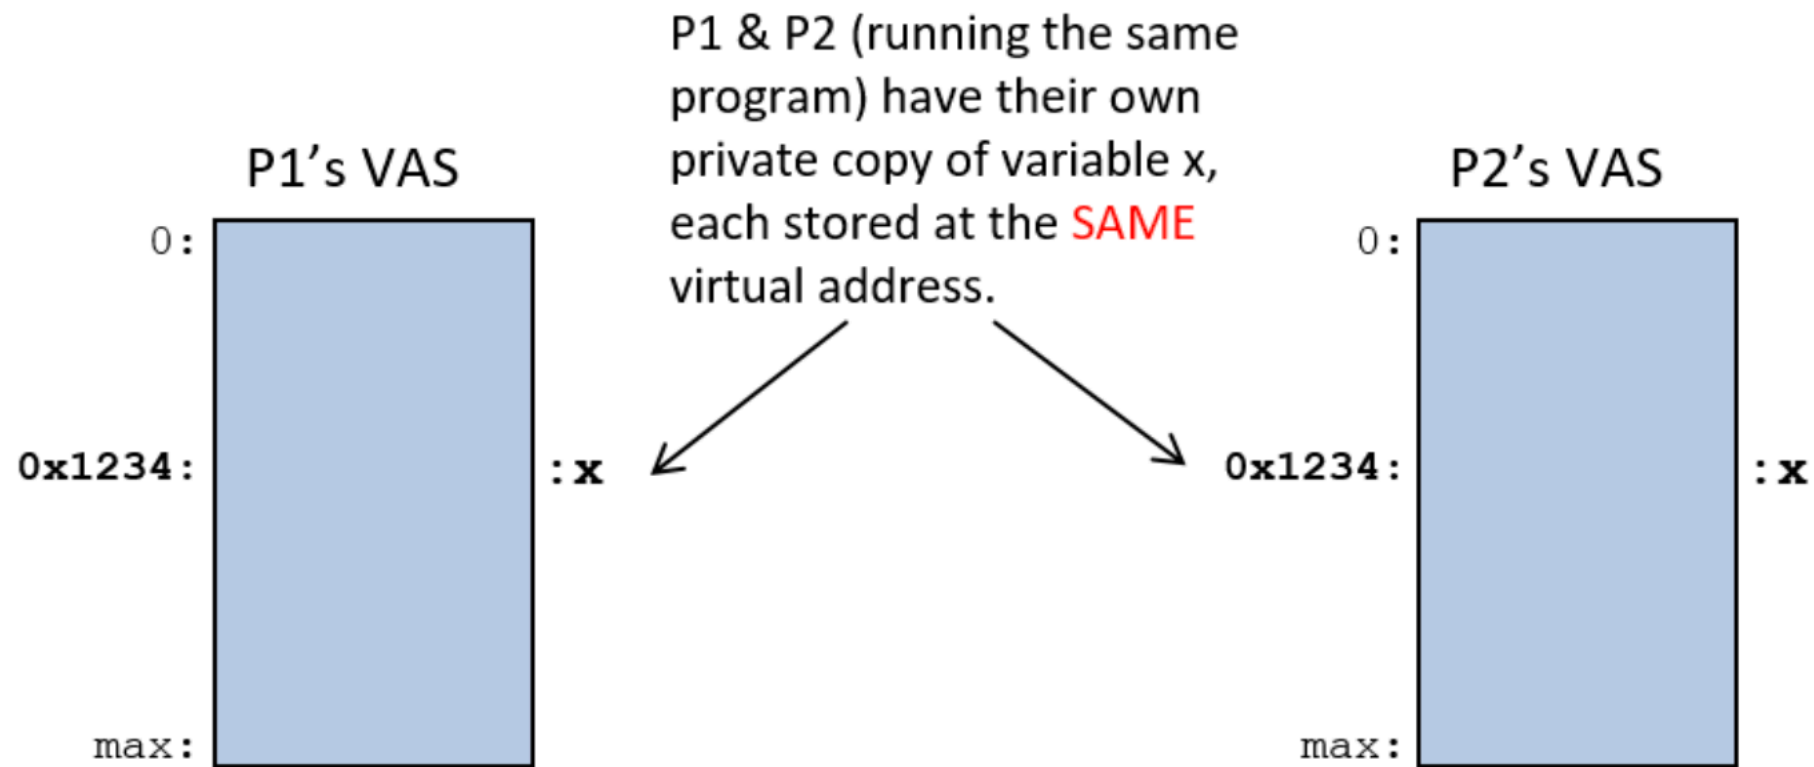 P1 & P2 (running the same
program) have their own
private copy of variable x,
each stored at the SAME
virtual address.
P1's VAS
0:
0x1234:
:x
max:
P2's VAS
0:
0x1234:
:x
max: